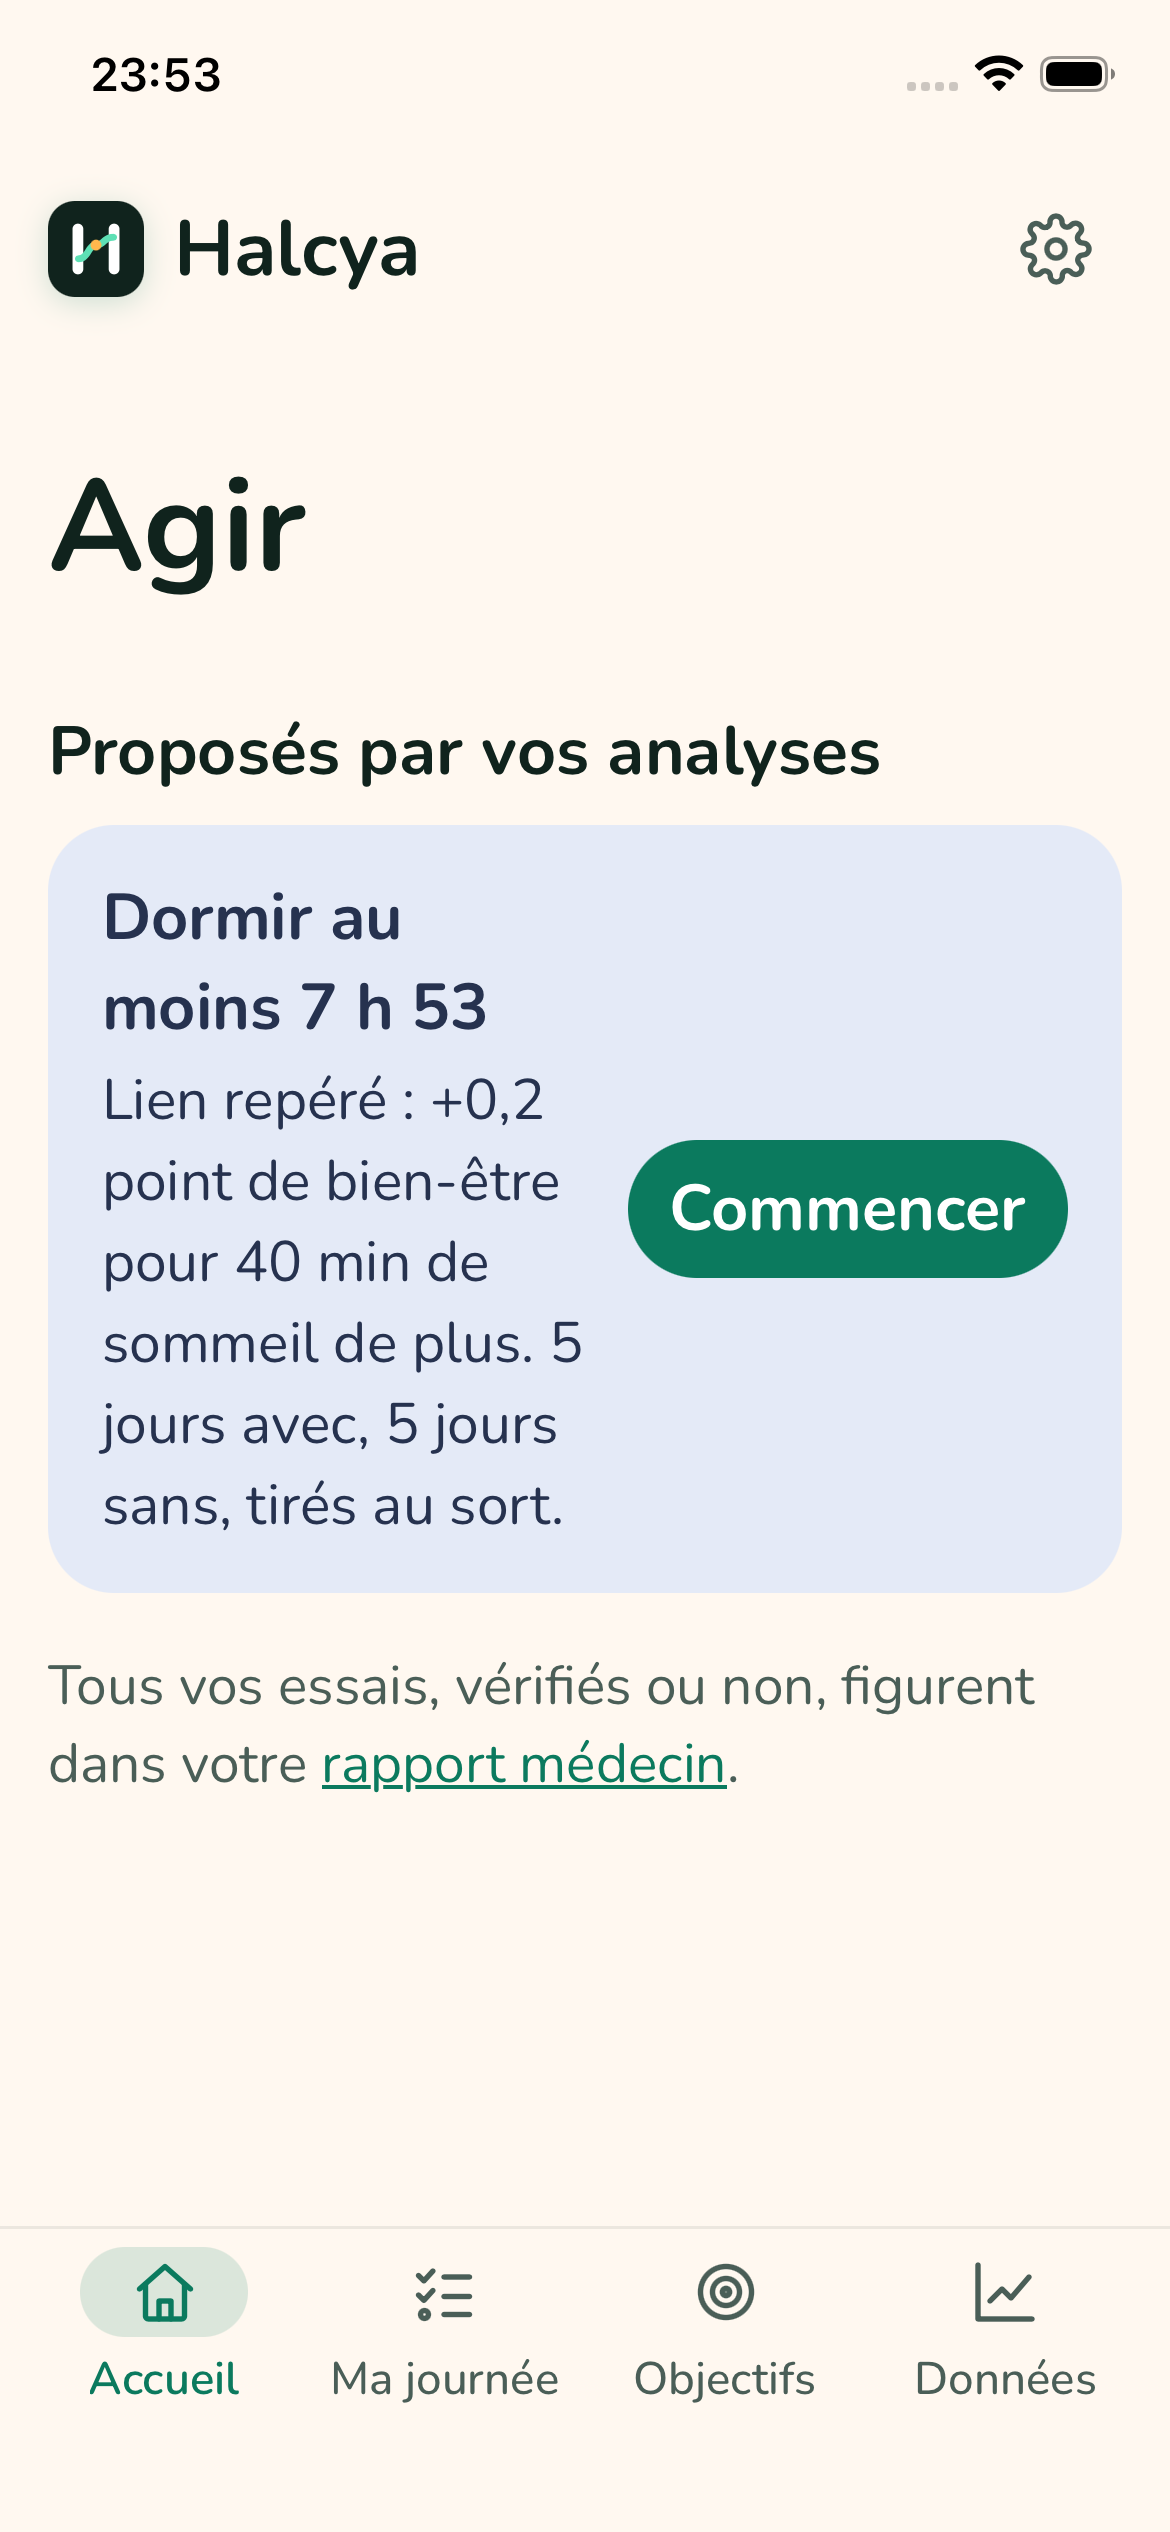 23:53
Halcya
Agir
Proposés par vos analyses
Dormir au
moins 7 h 53
Lien repéré : +0,2
point de bien-être
pour 40 min de
sommeil de plus. 5
jours avec, 5 jours
sans, tirés au sort.
Commencer
Tous vos essais, vérifiés ou non, figurent
dans votre rapport médecin.
Accueil
Ma journée
Objectifs
Données